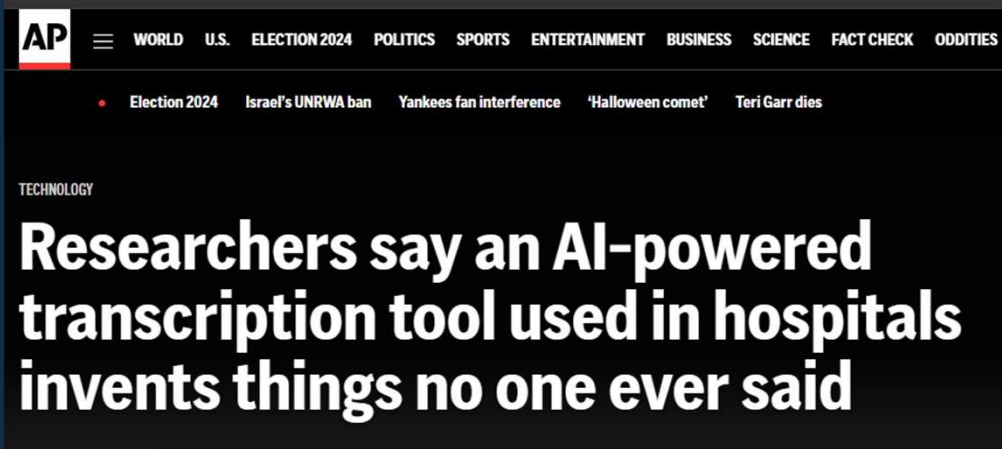 AP WORLD U.S. ELECTION 2024 POLITICS SPORTS ENTERTAINMENT BUSINESS SCIENCE FACT CHECK ODDITIES
Election 2024 Israel's UNRWA ban Yankees fan interference ‘Halloween comet’ Teri Garr dies
TECHNOLOGY
Researchers say an AI-powered
transcription tool used in hospitals
invents things no one ever said